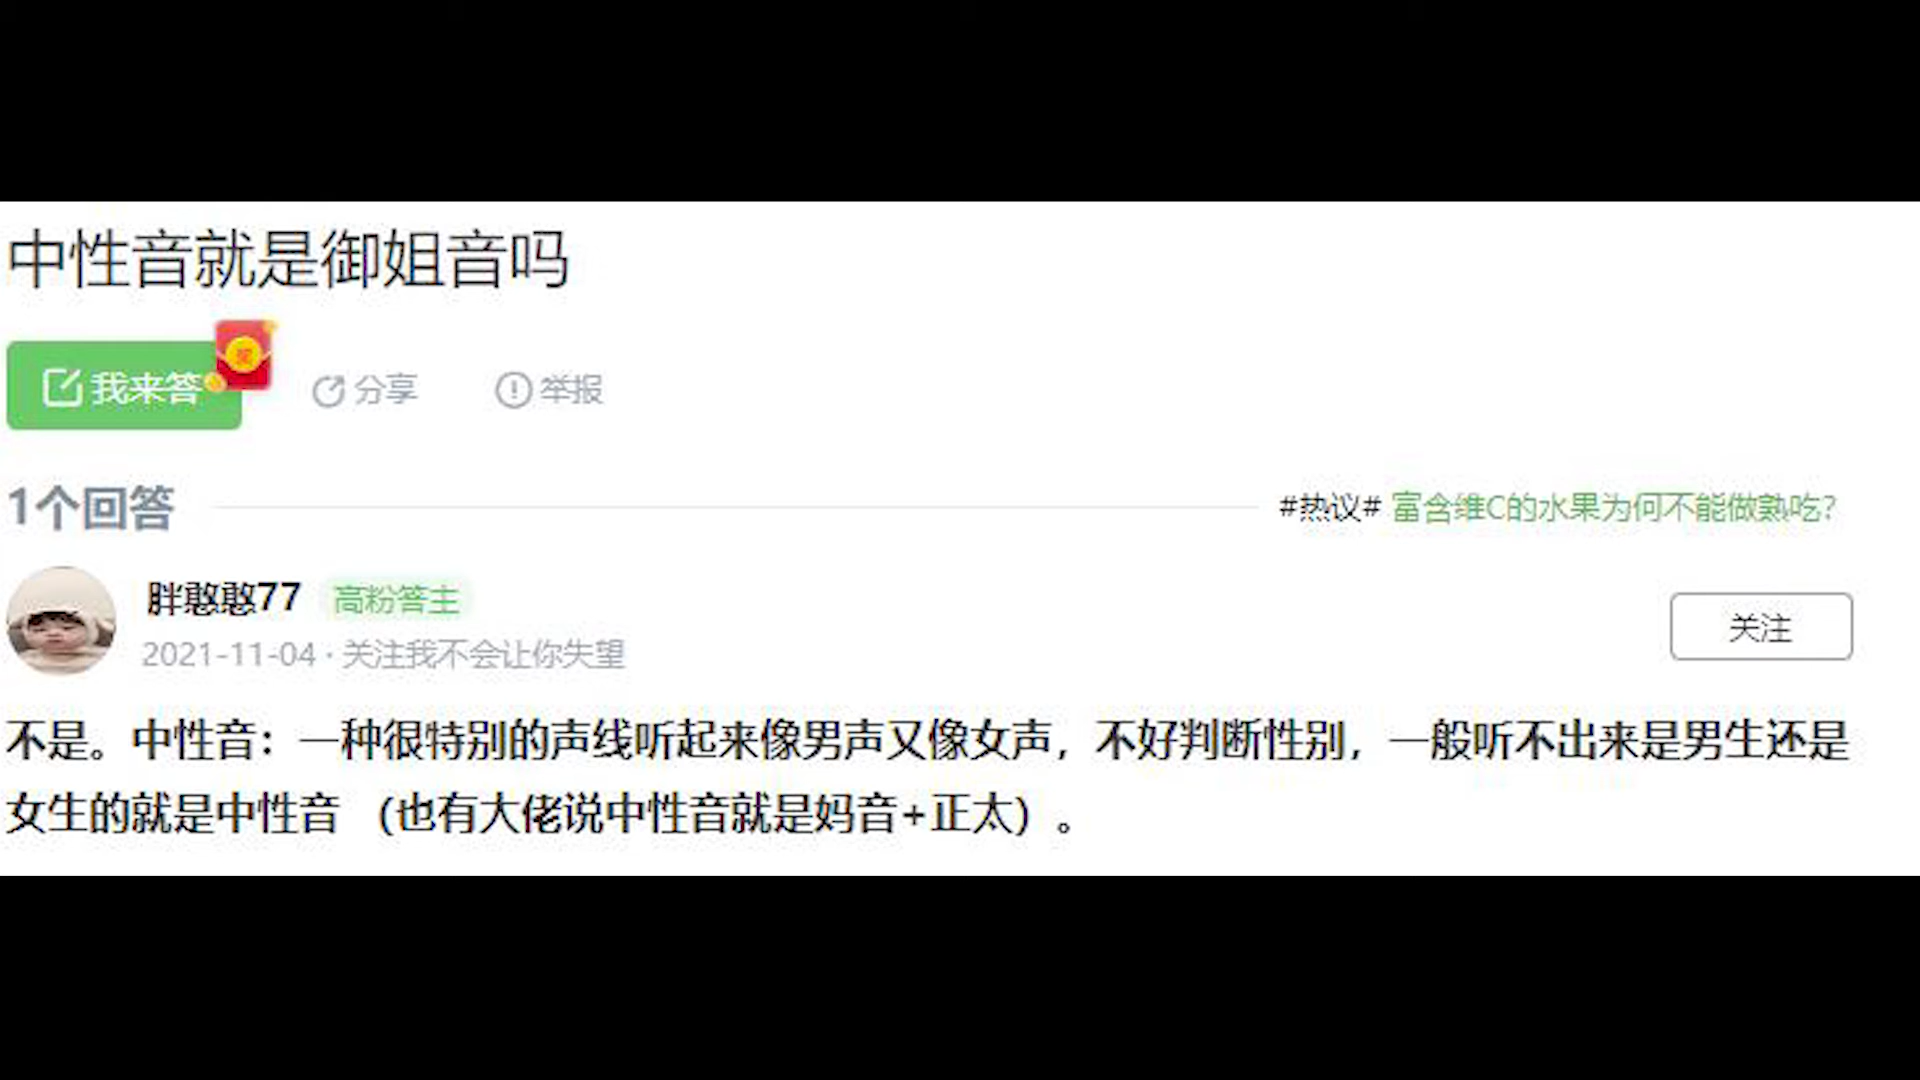 中性音就是御姐音吗
我来答 分享 举报
1个回答 #热议# 富含维C的水果为何不能做熟吃?
胖憨憨77 高粉答主
2021-11-04 · 关注我不会让你失望
关注
不是。中性音：一种很特别的声线听起来像男声又像女声，不好判断性别，一般听不出来是男生还是
女生的就是中性音 （也有大佬说中性音就是妈音+正太）。